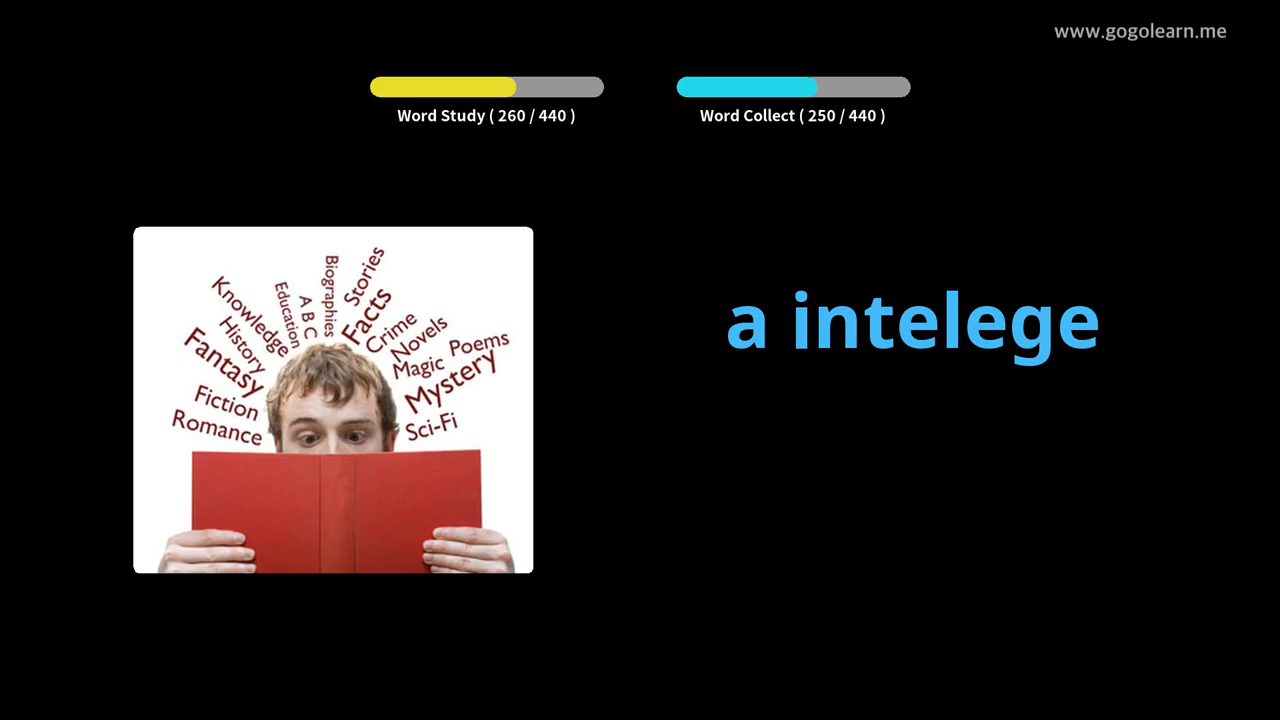 www.gogolearn.me
Word Study ( 260 / 440 )
Word Collect ( 250 / 440 )
a intelege
Knowledge
History
Fantasy
Fiction
Romance
Education
A B C
Biographies
Stories
Facts
Crime
Novels
Magic
Poems
Mystery
Sci-Fi